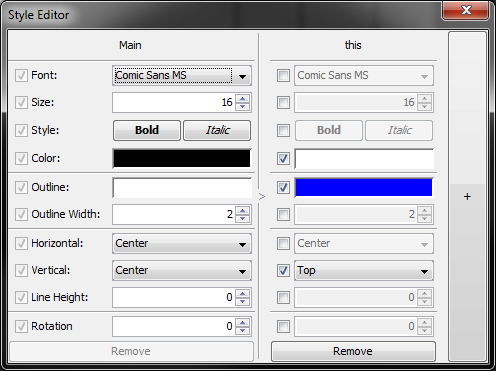 Style Editor
Main this
Font: Comic Sans MS Comic Sans MS
Size: 16 16
Style: Bold Italic Bold Italic
Color:
Outline:
> +
Outline Width: 2 2
Horizontal: Center Center
Vertical: Center Top
Line Height: 0 0
Rotation 0 0
Remove Remove